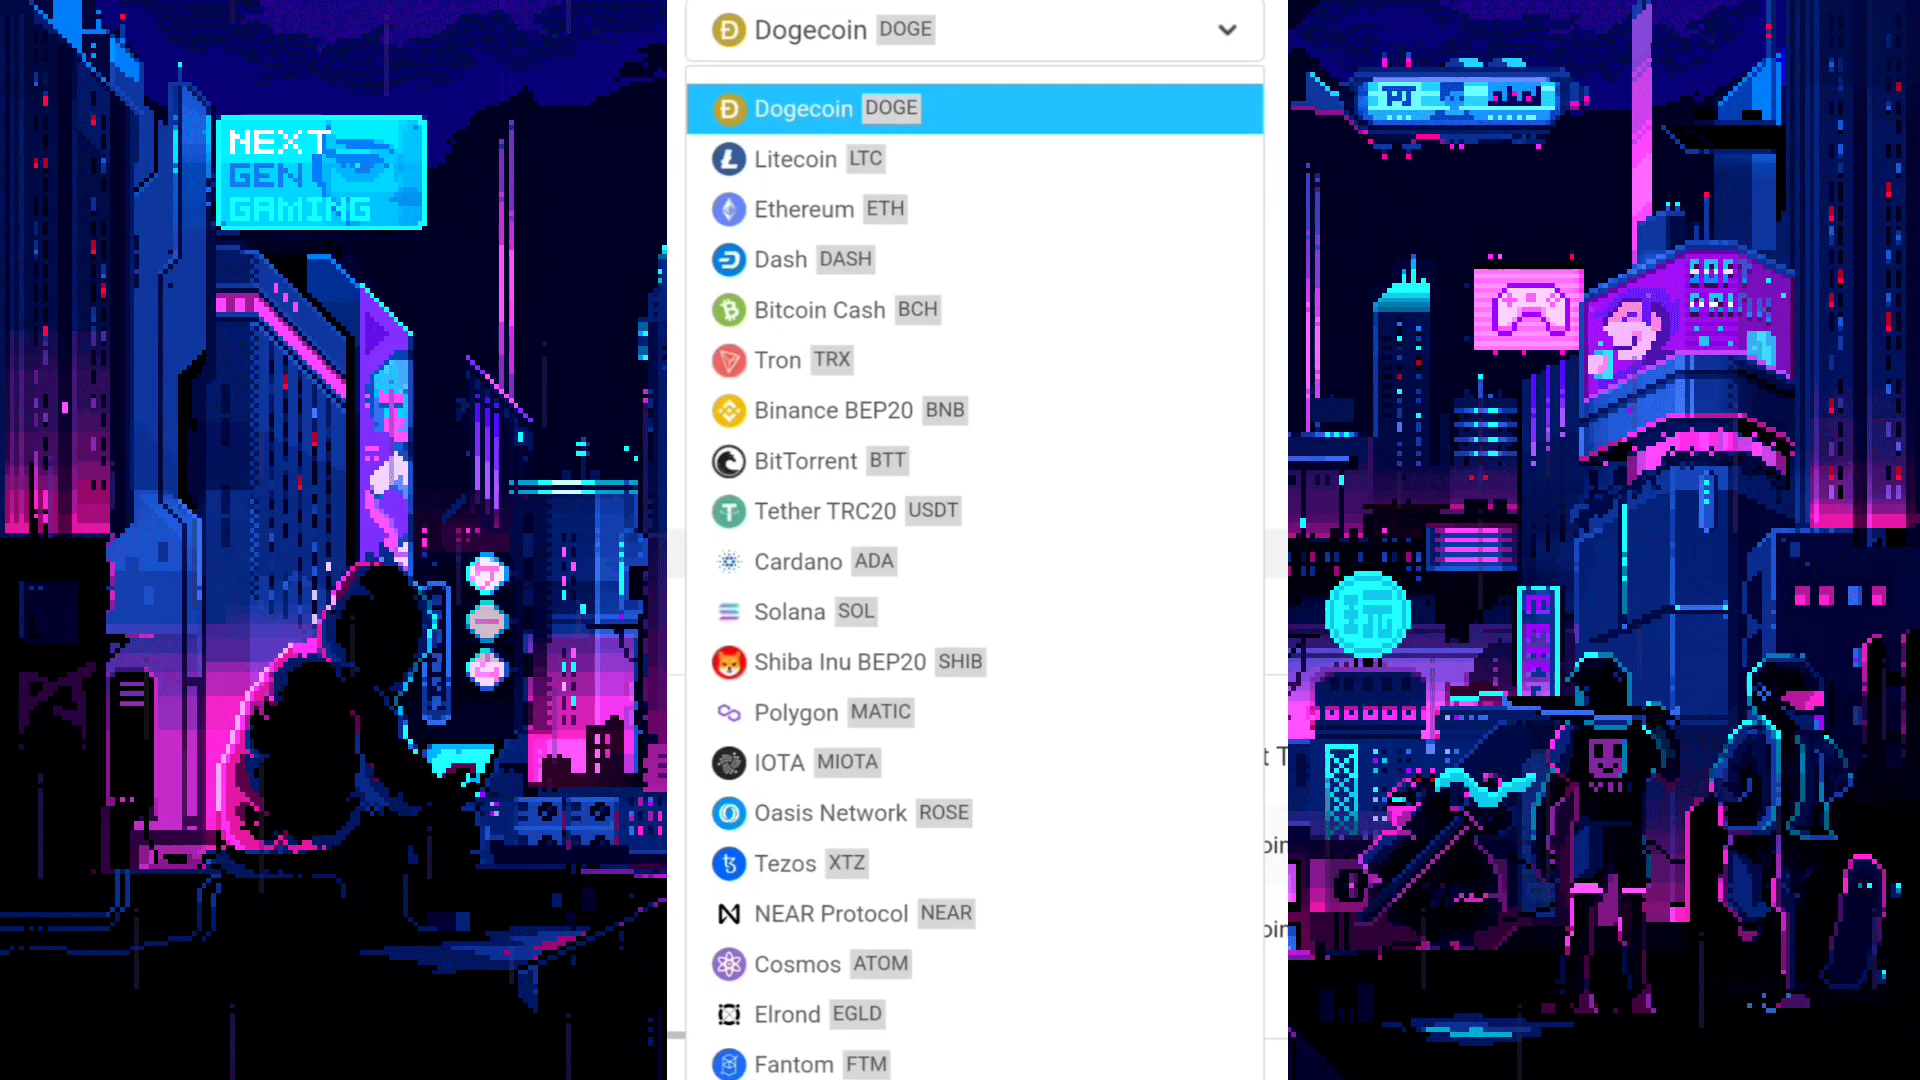 NEXT
GEN
GAMING
Dogecoin DOGE
Dogecoin DOGE
Litecoin LTC
Ethereum ETH
Dash DASH
Bitcoin Cash BCH
Tron TRX
Binance BEP20 BNB
BitTorrent BTT
Tether TRC20 USDT
Cardano ADA
Solana SOL
Shiba Inu BEP20 SHIB
Polygon MATIC
IOTA MIOTA
Oasis Network ROSE
Tezos XTZ
NEAR Protocol NEAR
Cosmos ATOM
Elrond EGLD
Fantom FTM
玩